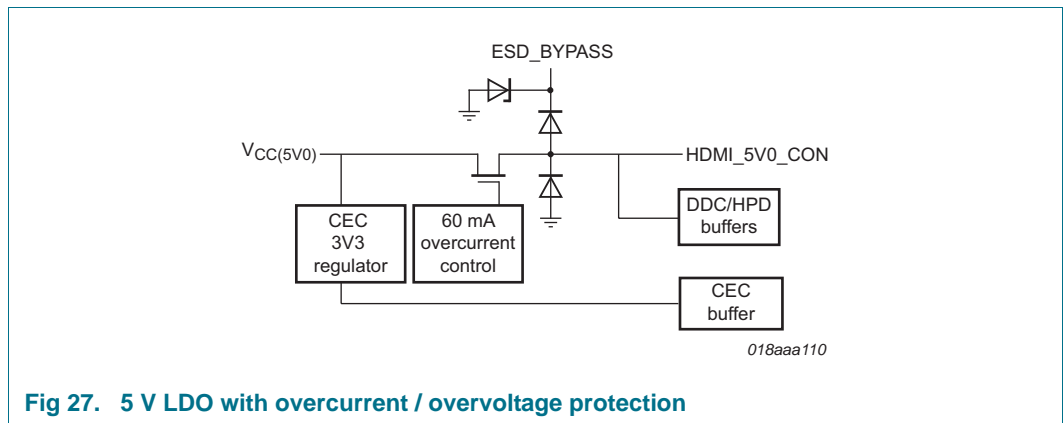 ESD_BYPASS
VCC(5V0)
HDMI_5V0_CON
CEC
3V3
regulator
60 mA
overcurrent
control
DDC/HPD
buffers
CEC
buffer
018aaa110
Fig 27. 5 V LDO with overcurrent / overvoltage protection